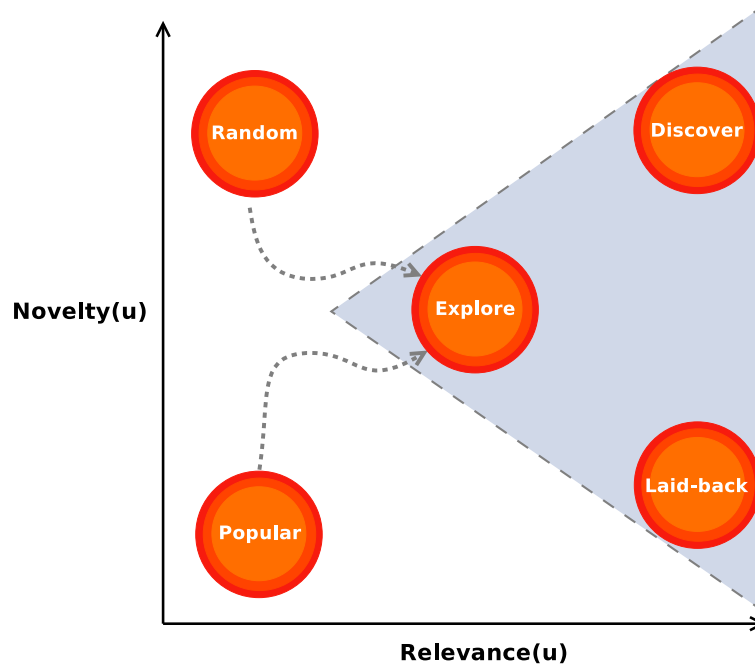 Random
Discover
Novelty(u)
Explore
Laid-back
Popular
Relevance(u)